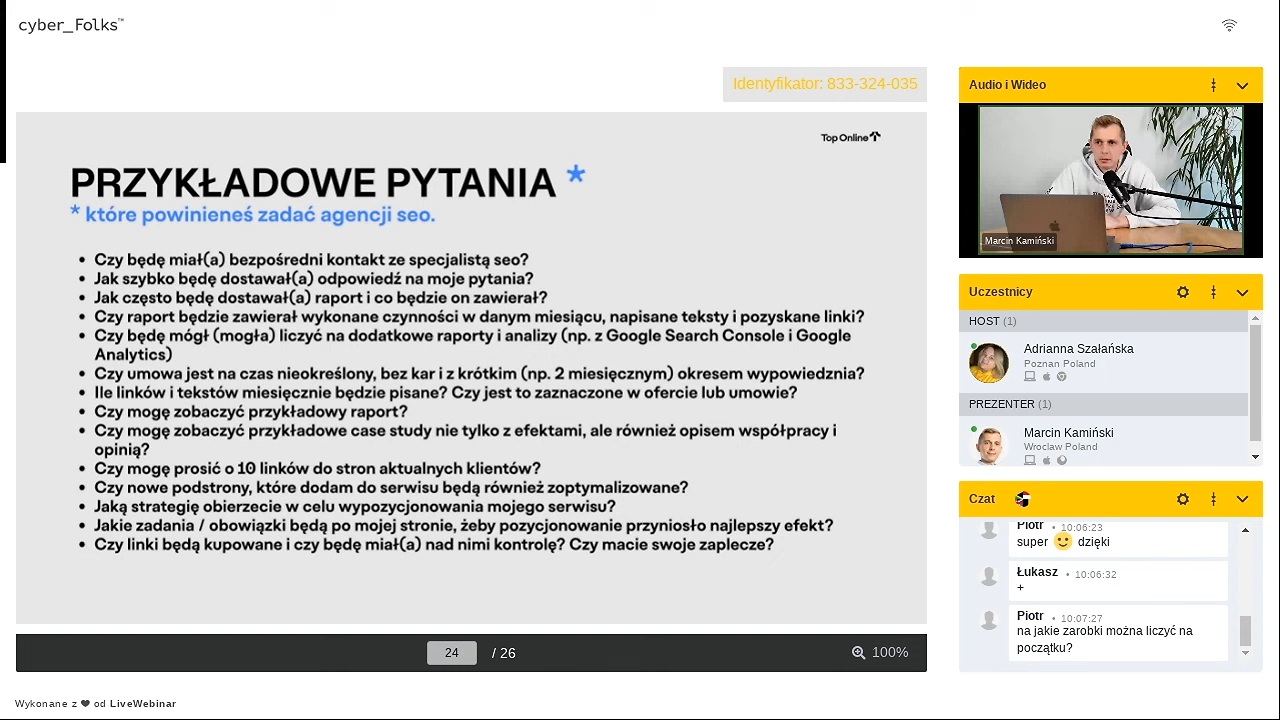 cyber_Folks™
Identyfikator: 833-324-035
Top Online
PRZYKŁADOWE PYTANIA *
* które powinieneś zadać agencji seo.
• Czy będę miał(a) bezpośredni kontakt ze specjalistą seo?
• Jak szybko będę dostawał(a) odpowiedź na moje pytania?
• Jak często będę dostawał(a) raport i co będzie on zawierał?
• Czy raport będzie zawierał wykonane czynności w danym miesiącu, napisane teksty i pozyskane linki?
• Czy będę mógł (mogła) liczyć na dodatkowe raporty i analizy (np. z Google Search Console i Google
Analytics)
• Czy umowa jest na czas nieokreślony, bez kar i z krótkim (np. 2 miesięcznym) okresem wypowiedznia?
• Ile linków i tekstów miesięcznie będzie pisane? Czy jest to zaznaczone w ofercie lub umowie?
• Czy mogę zobaczyć przykładowy raport?
• Czy mogę zobaczyć przykładowe case study nie tylko z efektami, ale również opisem współpracy i
opinią?
• Czy mogę prosić o 10 linków do stron aktualnych klientów?
• Czy nowe podstrony, które dodam do serwisu będą również zoptymalizowane?
• Jaką strategię obierzecie w celu wypozycjonowania mojego serwisu?
• Jakie zadania / obowiązki będą po mojej stronie, żeby pozycjonowanie przyniosło najlepszy efekt?
• Czy linki będą kupowane i czy będę miał(a) nad nimi kontrolę? Czy macie swoje zaplecze?
24 / 26
100%
Wykonane z ❤ od LiveWebinar
Audio i Wideo
Marcin Kamiński
Uczestnicy
HOST (1)
Adrianna Szałańska
Poznan Poland
PREZENTER (1)
Marcin Kamiński
Wroclaw Poland
Czat
Piotr • 10:06:23
super 🙂 dzięki
Łukasz • 10:06:32
+
Piotr • 10:07:27
na jakie zarobki można liczyć na
początku?